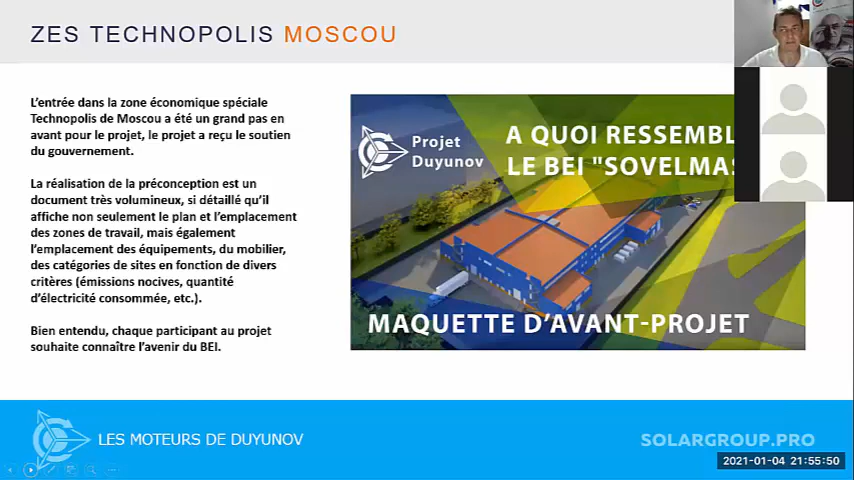 ZES TECHNOPOLIS MOSCOU
L'entrée dans la zone économique spéciale
Technopolis de Moscou a été un grand pas en
avant pour le projet, le projet a reçu le soutien
du gouvernement.
La réalisation de la préconception est un
document très volumineux, si détaillé qu'il
affiche non seulement le plan et l'emplacement
des zones de travail, mais également
l'emplacement des équipements, du mobilier,
des catégories de sites en fonction de divers
critères (émissions nocives, quantité
d'électricité consommée, etc.).
Bien entendu, chaque participant au projet
souhaite connaître l'avenir du BEI.
Projet
Duyunov
A QUOI RESSEMBL
LE BEI "SOVELMAS
MAQUETTE D'AVANT-PROJET
LES MOTEURS DE DUYUNOV
SOLARGROUP.PRO
2021-01-04 21:55:50